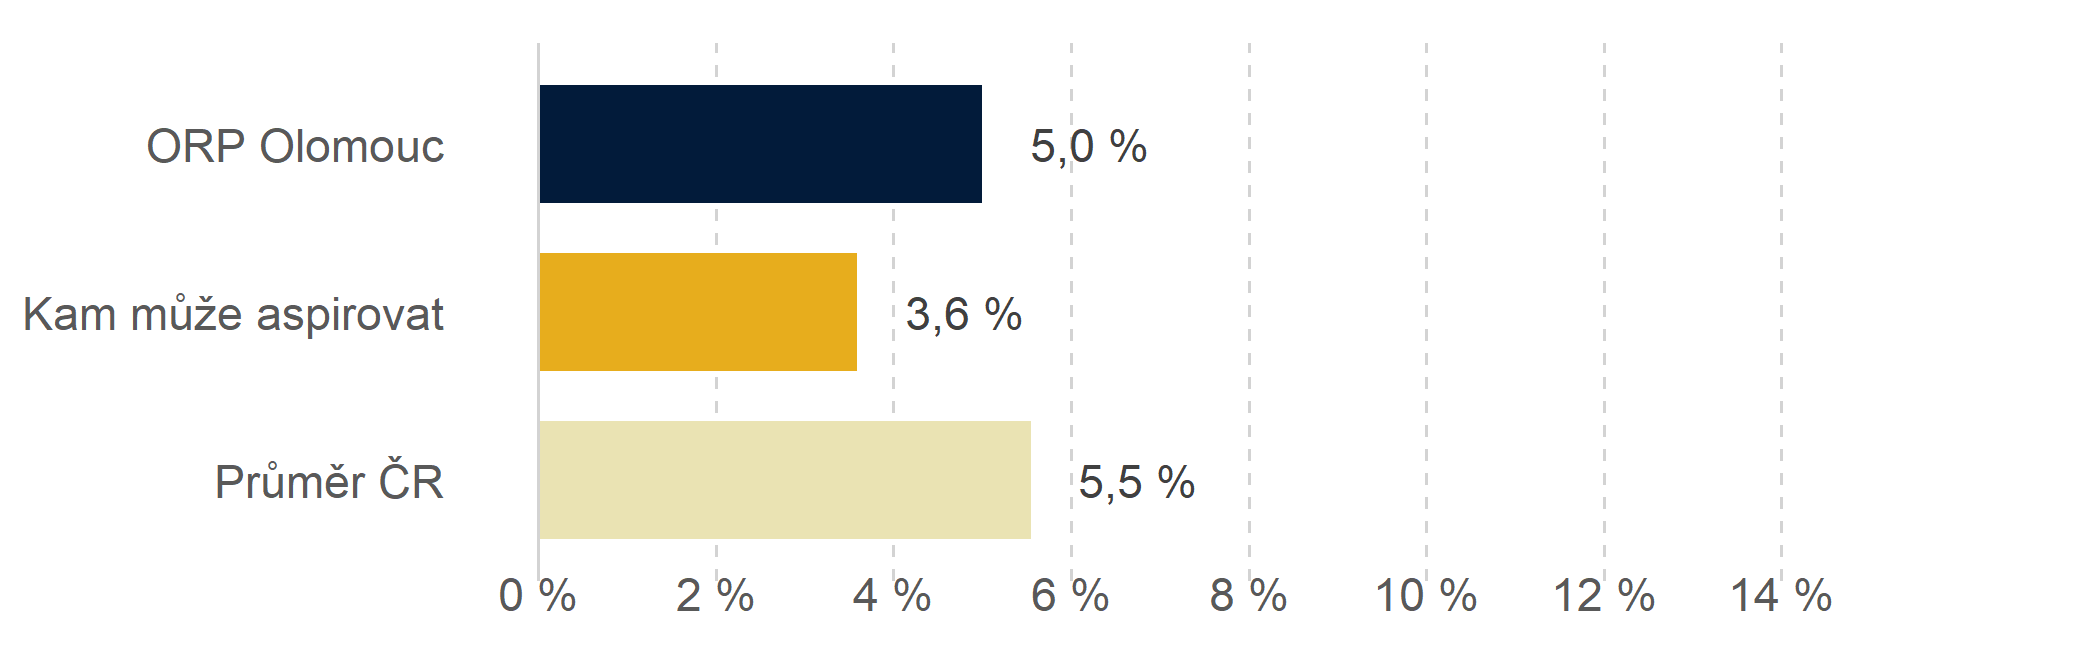 ORP Olomouc
5,0 %
Kam může aspirovat
3,6 %
Průměr ČR
5,5 %
0 % 2 % 4 % 6 % 8 % 10 % 12 % 14 %